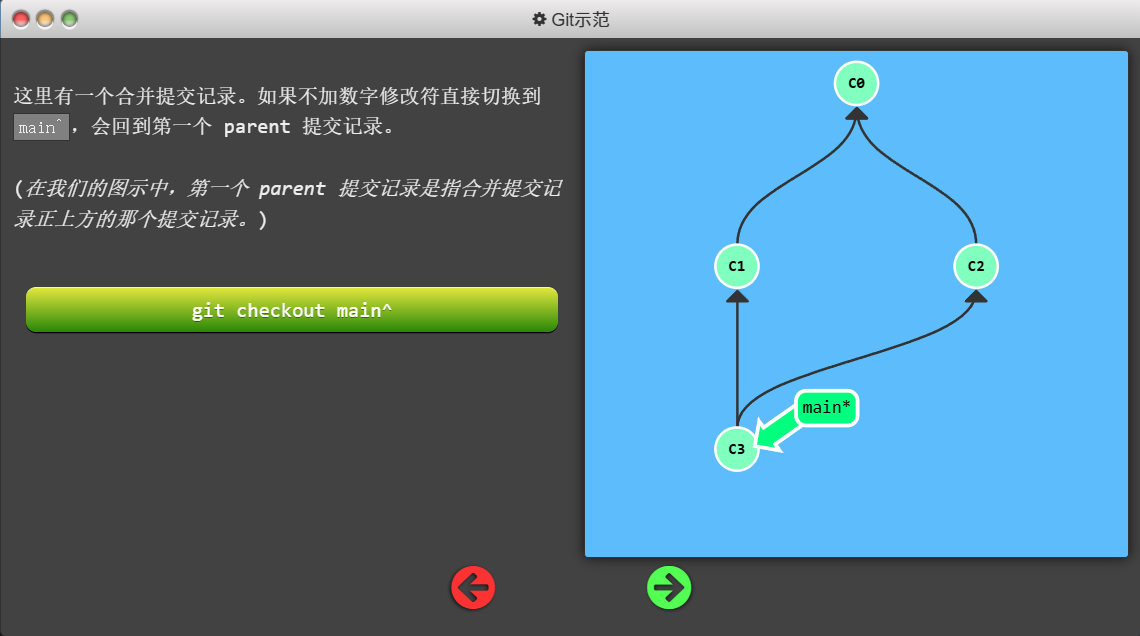 Git示范
这里有一个合并提交记录。如果不加数字修改符直接切换到
main^，会回到第一个 parent 提交记录。
(在我们的图示中，第一个 parent 提交记录是指合并提交记
录正上方的那个提交记录。)
git checkout main^
C0
C1
C2
main*
C3